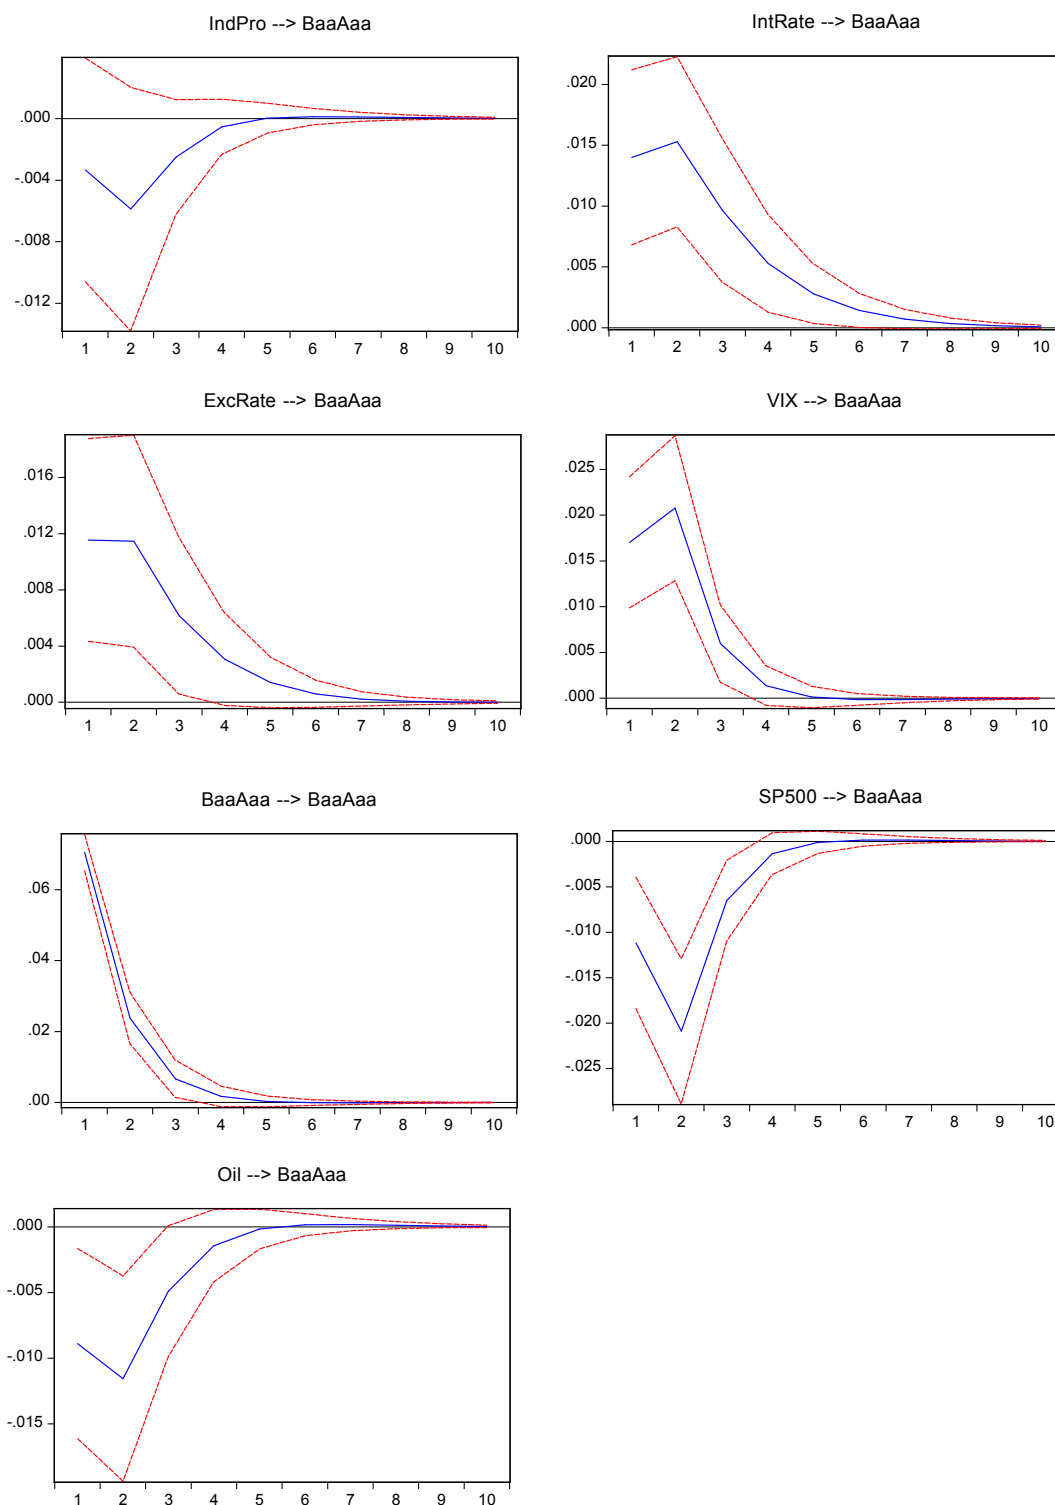 IndPro --> BaaAaa
.000
-.004
-.008
-.012
1 2 3 4 5 6 7 8 9 10
IntRate --> BaaAaa
.020
.015
.010
.005
.000
1 2 3 4 5 6 7 8 9 10
ExcRate --> BaaAaa
.016
.012
.008
.004
.000
1 2 3 4 5 6 7 8 9 10
VIX --> BaaAaa
.025
.020
.015
.010
.005
.000
1 2 3 4 5 6 7 8 9 10
BaaAaa --> BaaAaa
.06
.04
.02
.00
1 2 3 4 5 6 7 8 9 10
SP500 --> BaaAaa
.000
-.005
-.010
-.015
-.020
-.025
1 2 3 4 5 6 7 8 9 10
Oil --> BaaAaa
.000
-.005
-.010
-.015
1 2 3 4 5 6 7 8 9 10